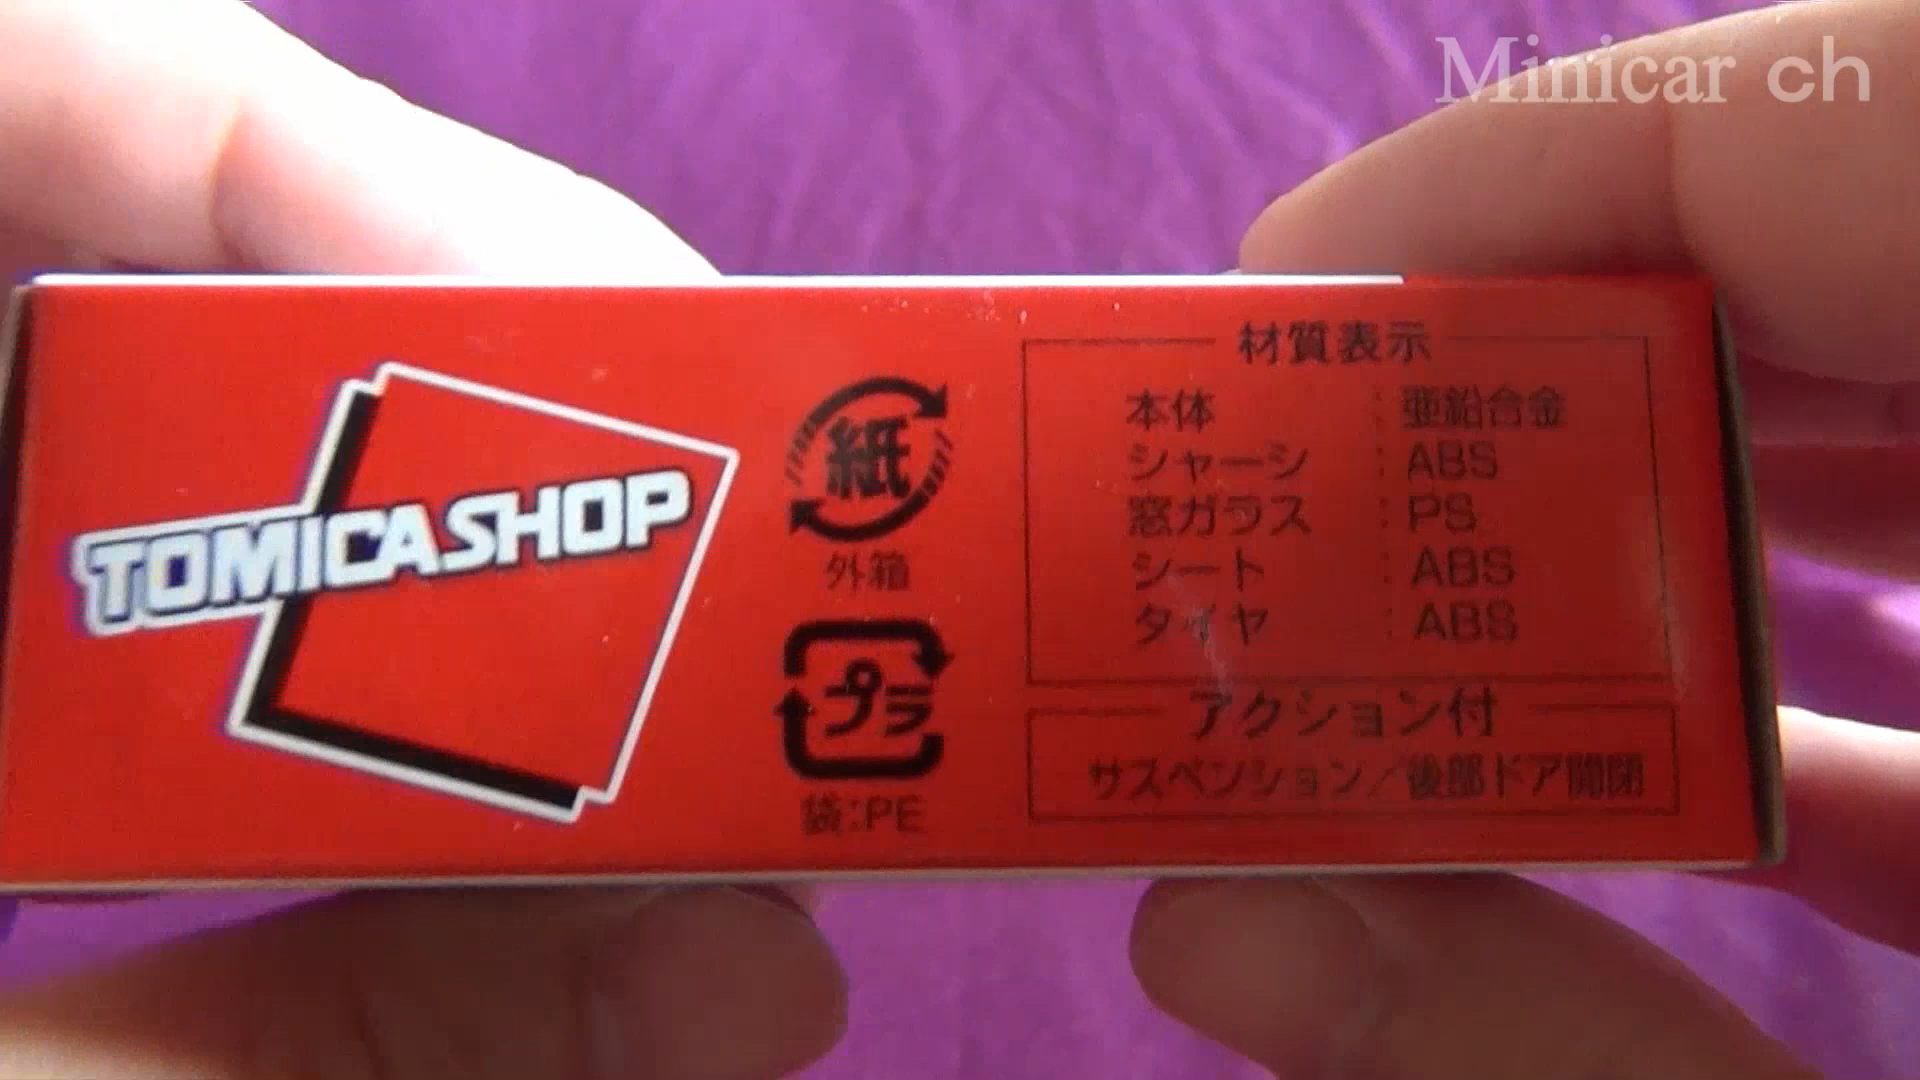 Minicar ch
TOMICA SHOP
紙
外箱
プラ
袋:PE
材質表示
本体 : 亜鉛合金
シャーシ : ABS
窓ガラス : PS
シート : ABS
タイヤ : ABS
アクション付
サスペンション/後部ドア開閉